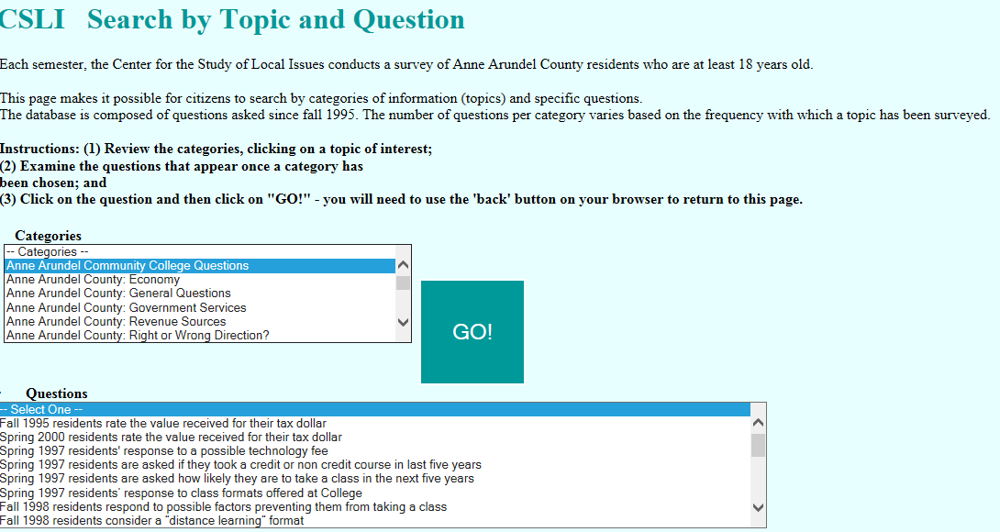 CSLI Search by Topic and Question
Each semester, the Center for the Study of Local Issues conducts a survey of Anne Arundel County residents who are at least 18 years old.
This page makes it possible for citizens to search by categories of information (topics) and specific questions.
The database is composed of questions asked since fall 1995. The number of questions per category varies based on the frequency with which a topic has been surveyed.
Instructions: (1) Review the categories, clicking on a topic of interest;
(2) Examine the questions that appear once a category has
been chosen; and
(3) Click on the question and then click on "GO!" - you will need to use the 'back' button on your browser to return to this page.
Categories
-- Categories --
Anne Arundel Community College Questions
Anne Arundel County: Economy
Anne Arundel County: General Questions
Anne Arundel County: Government Services
Anne Arundel County: Revenue Sources
Anne Arundel County: Right or Wrong Direction?
GO!
Questions
-- Select One --
Fall 1995 residents rate the value received for their tax dollar
Spring 2000 residents rate the value received for their tax dollar
Spring 1997 residents' response to a possible technology fee
Spring 1997 residents are asked if they took a credit or non credit course in last five years
Spring 1997 residents are asked how likely they are to take a class in the next five years
Spring 1997 residents' response to class formats offered at College
Fall 1998 residents respond to possible factors preventing them from taking a class
Fall 1998 residents consider a "distance learning" format